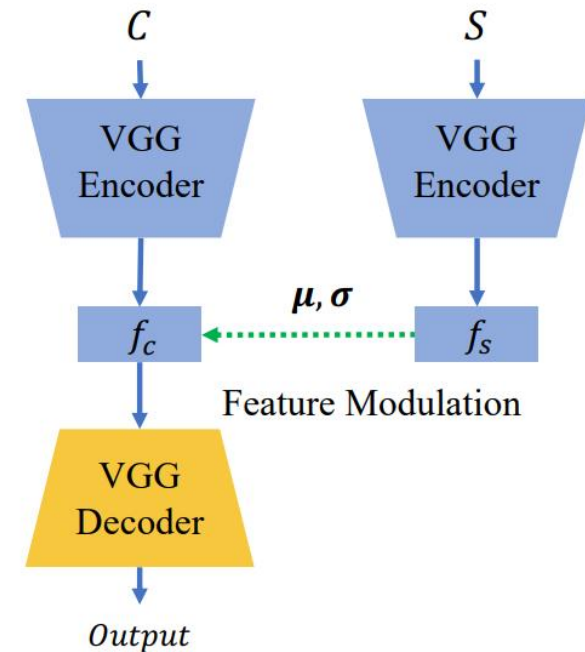 C
S
VGG
Encoder
VGG
Encoder
μ, σ
f_c
f_s
Feature Modulation
VGG
Decoder
Output